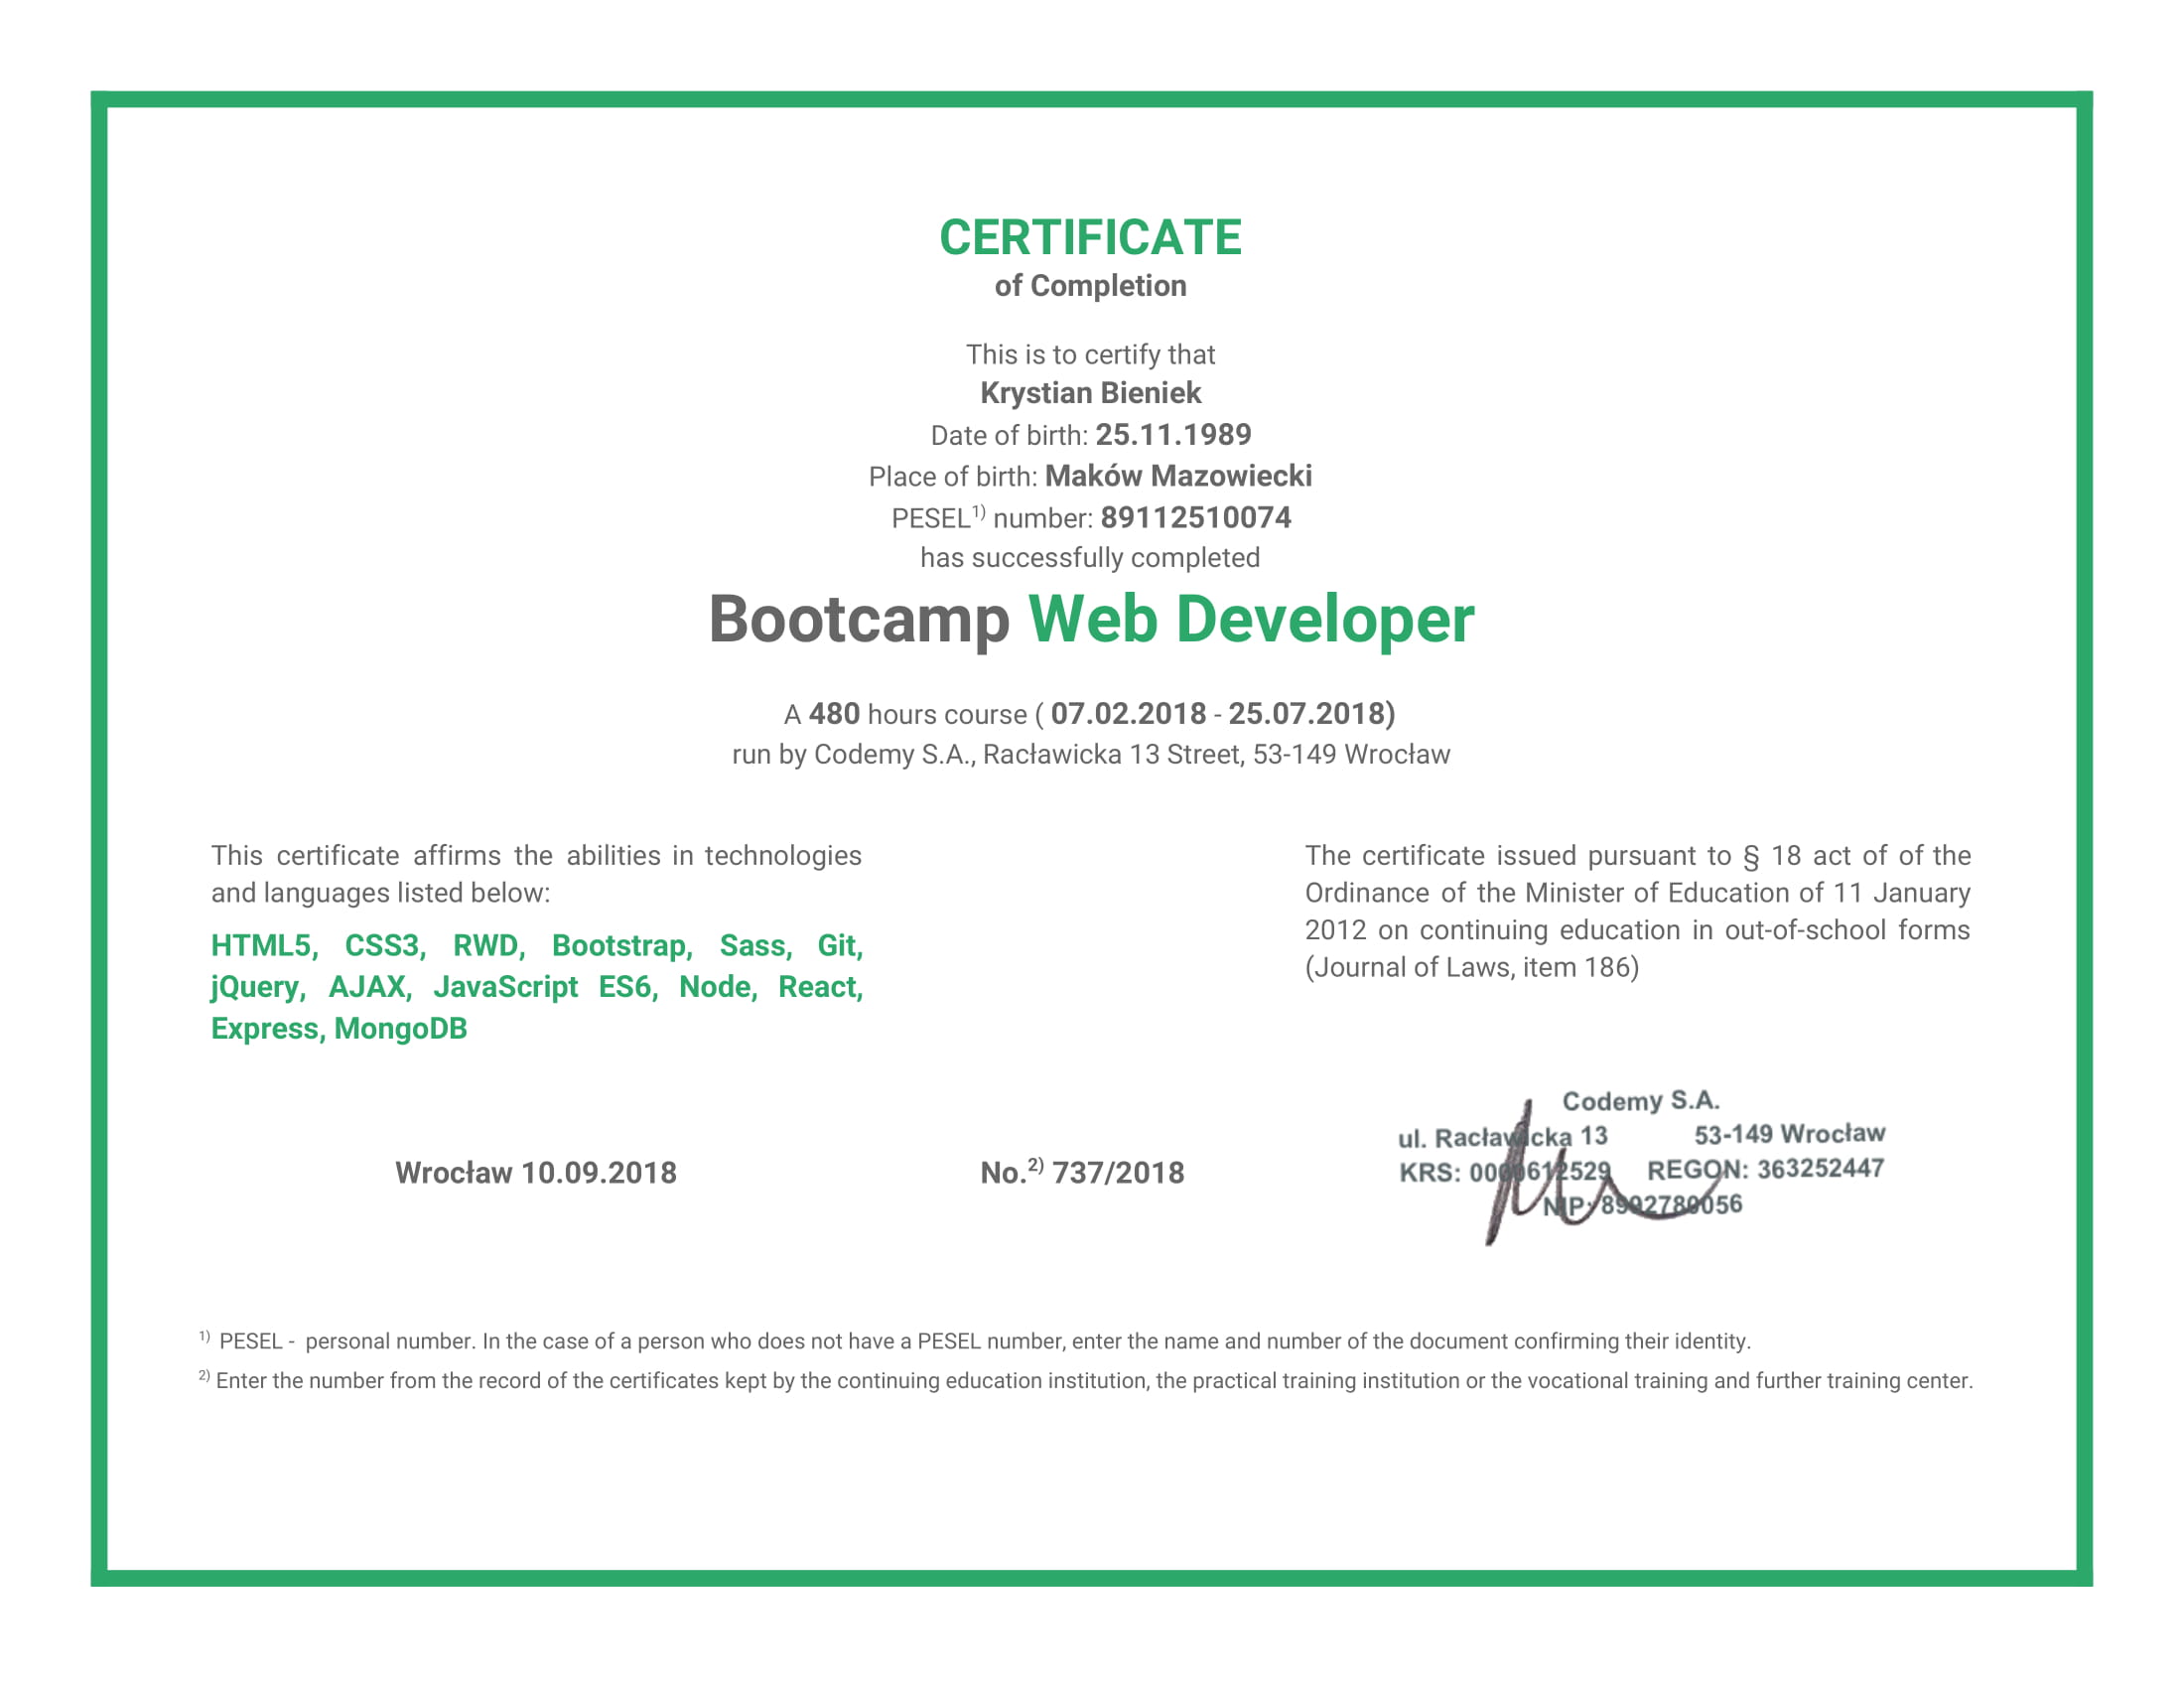 CERTIFICATE
of Completion
This is to certify that
Krystian Bieniek
Date of birth: 25.11.1989
Place of birth: Maków Mazowiecki
PESEL¹⁾ number: 89112510074
has successfully completed
Bootcamp Web Developer
A 480 hours course ( 07.02.2018 - 25.07.2018)
run by Codemy S.A., Racławicka 13 Street, 53-149 Wrocław
This certificate affirms the abilities in technologies
and languages listed below:
HTML5, CSS3, RWD, Bootstrap, Sass, Git,
jQuery, AJAX, JavaScript ES6, Node, React,
Express, MongoDB
The certificate issued pursuant to § 18 act of of the
Ordinance of the Minister of Education of 11 January
2012 on continuing education in out-of-school forms
(Journal of Laws, item 186)
Wrocław 10.09.2018
No.²⁾ 737/2018
Codemy S.A.
ul. Racławicka 13 53-149 Wrocław
KRS: 0000612529 REGON: 363252447
NIP: 8992780056
¹⁾ PESEL - personal number. In the case of a person who does not have a PESEL number, enter the name and number of the document confirming their identity.
²⁾ Enter the number from the record of the certificates kept by the continuing education institution, the practical training institution or the vocational training and further training center.